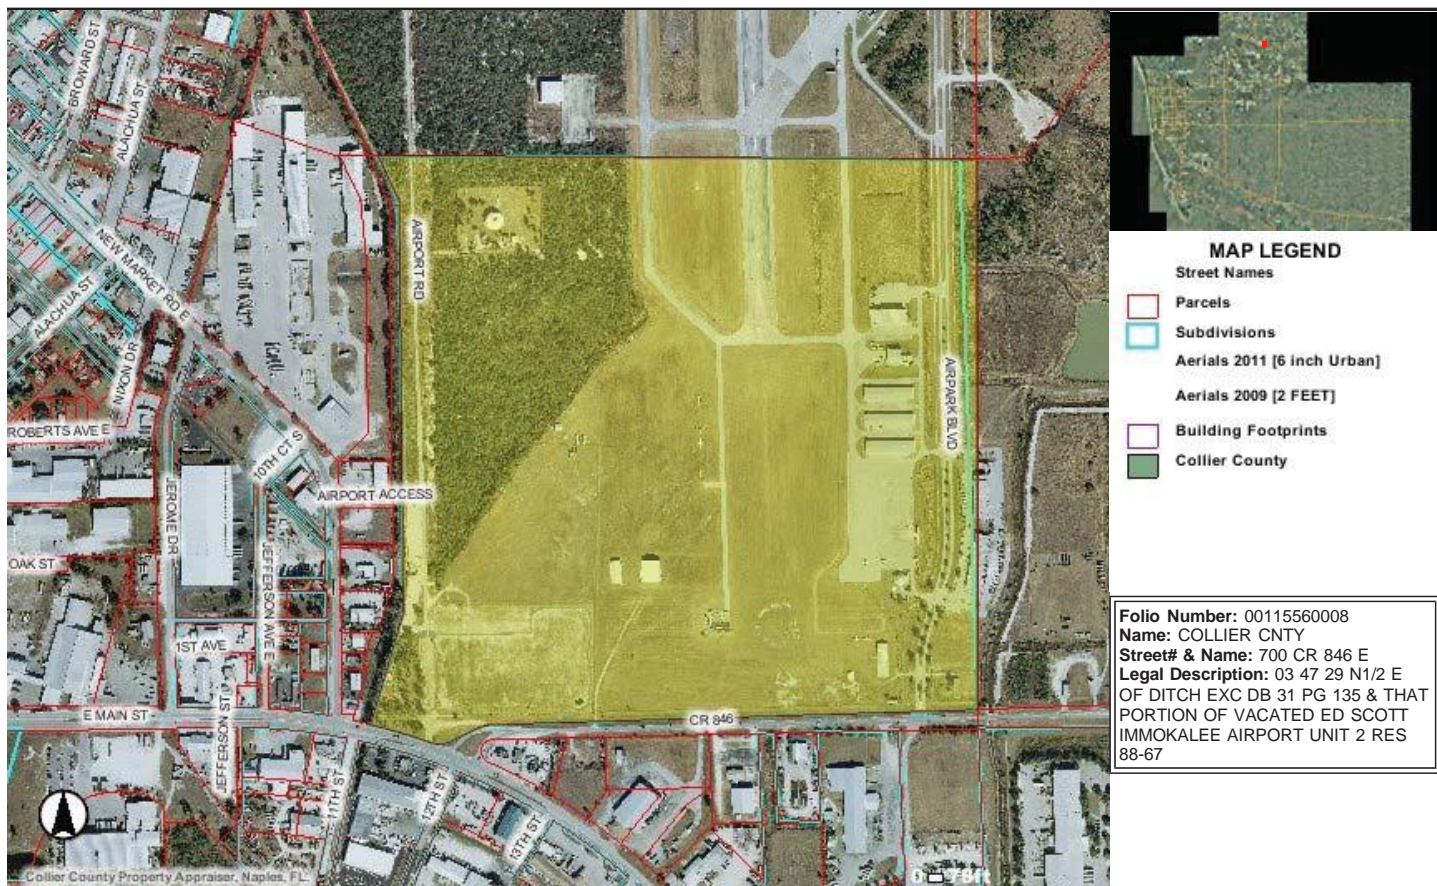 BRONARD ST
ALACHUA ST
NEW MARKET RD E
ALACHUA ST
E NIXON DR
ROBERTS AVE E
10TH CT S
AIRPORT ACCESS
JEROME DR
JEFFERSON AVE E
OAK ST
1ST AVE
JEFFERSON ST
E MAIN ST
11TH ST
12TH ST
13TH ST
AIRPORT RD
AIRPARK BLVD
CR 846
Collier County Property Appraiser, Naples, FL.
0 78ft
MAP LEGEND
Street Names
Parcels
Subdivisions
Aerials 2011 [6 inch Urban]
Aerials 2009 [2 FEET]
Building Footprints
Collier County
Folio Number: 00115560008
Name: COLLIER CNTY
Street# & Name: 700 CR 846 E
Legal Description: 03 47 29 N1/2 E
OF DITCH EXC DB 31 PG 135 & THAT
PORTION OF VACATED ED SCOTT
IMMOKALEE AIRPORT UNIT 2 RES
88-67